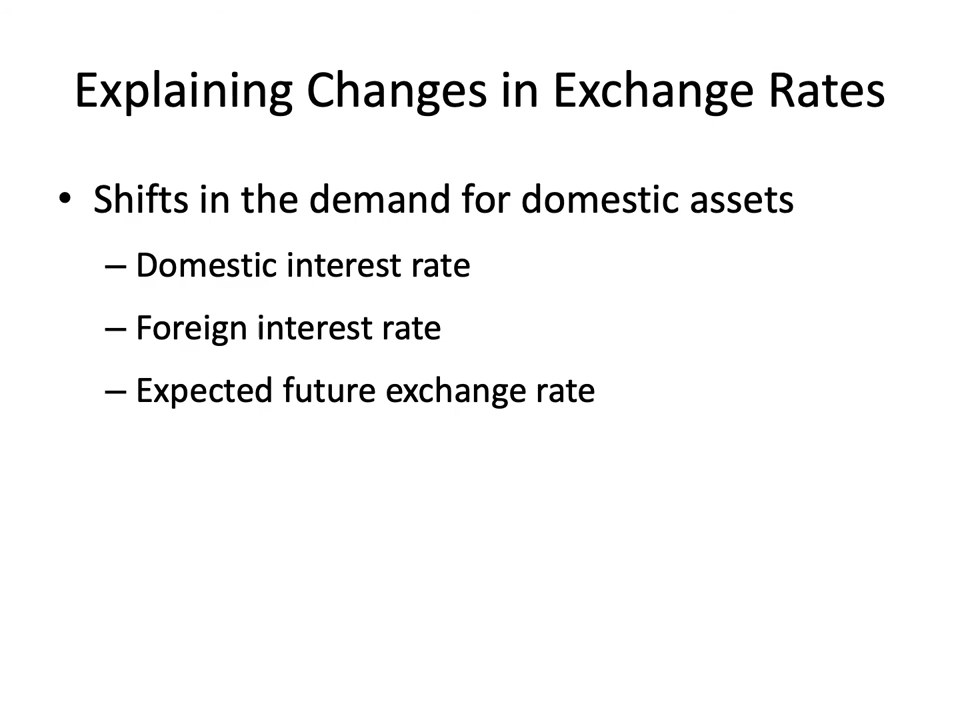 Explaining Changes in Exchange Rates
• Shifts in the demand for domestic assets
– Domestic interest rate
– Foreign interest rate
– Expected future exchange rate